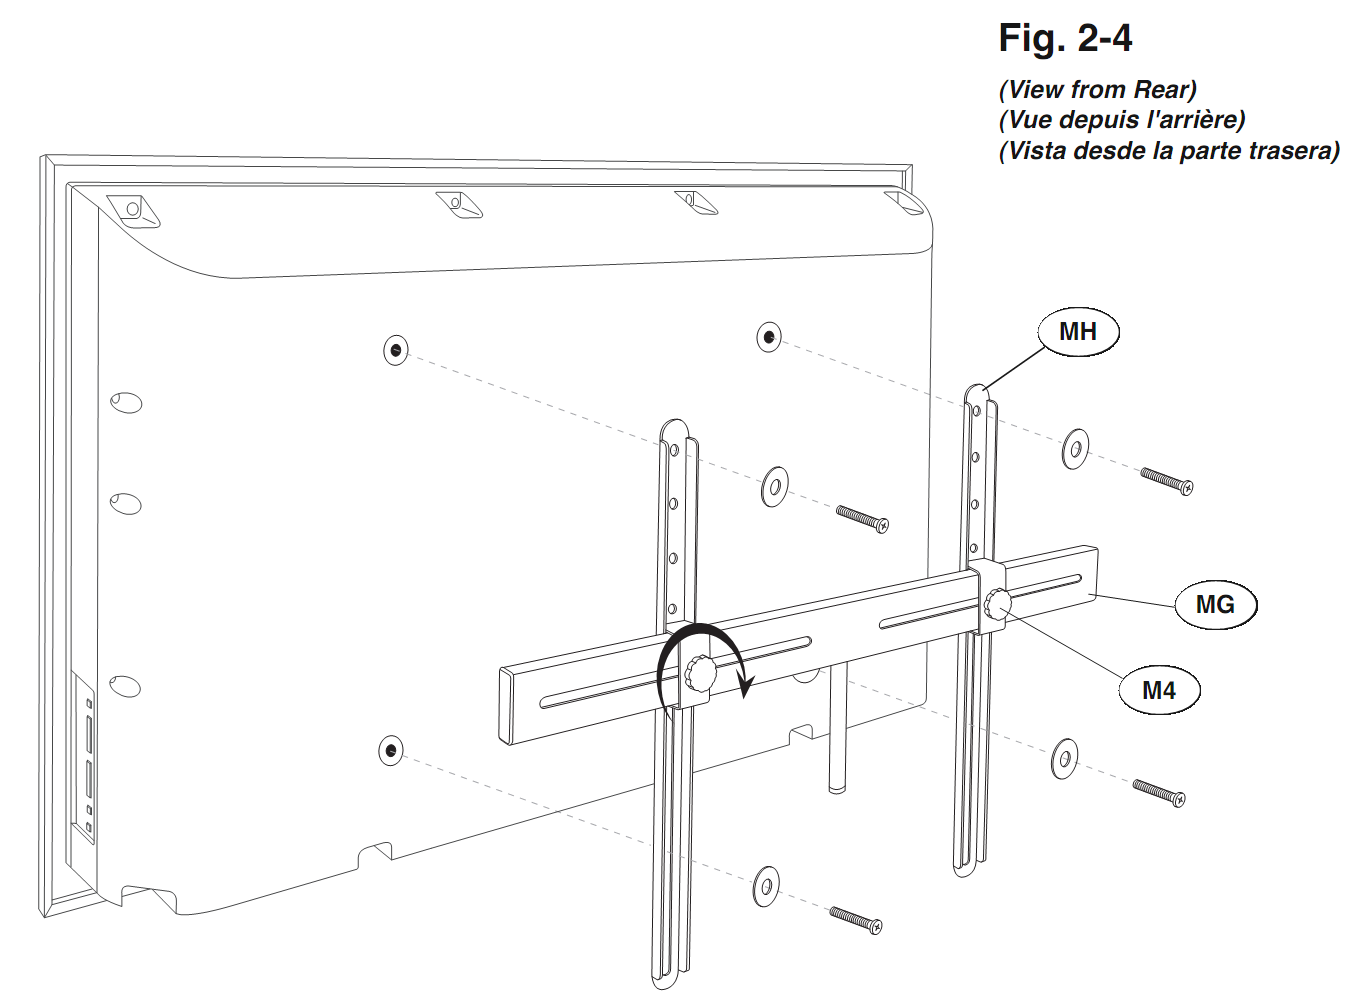 Fig. 2-4
(View from Rear)
(Vue depuis l'arrière)
(Vista desde la parte trasera)
MH
MG
M4